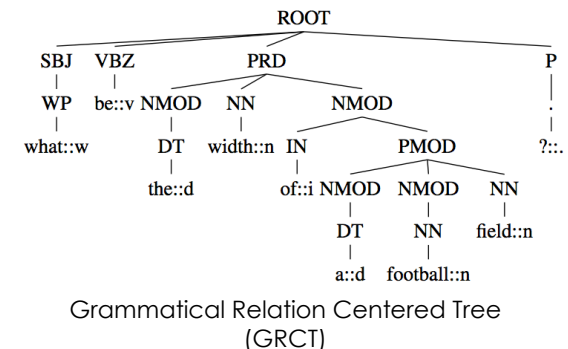 ROOT
SBJ VBZ PRD P
WP be::v NMOD NN NMOD .
what::w DT width::n IN PMOD ?::.
the::d of::i NMOD NMOD NN
DT NN field::n
a::d football::n
Grammatical Relation Centered Tree
(GRCT)